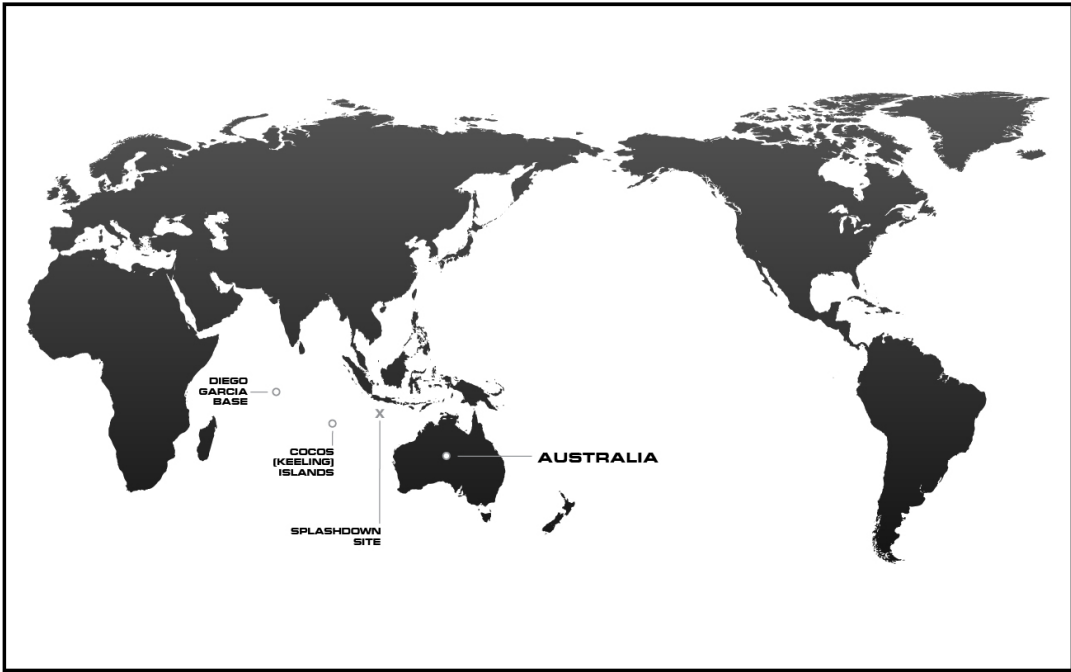 DIEGO
GARCIA
BASE
COCOS
(KEELING)
ISLANDS
AUSTRALIA
SPLASHDOWN
SITE
X